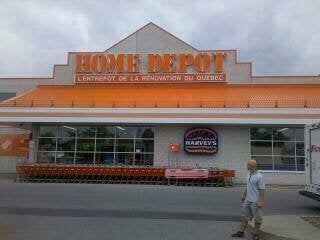 HOME DEPOT
L'ENTREPÔT DE LA RÉNOVATION DU QUÉBEC
HARVEY'S